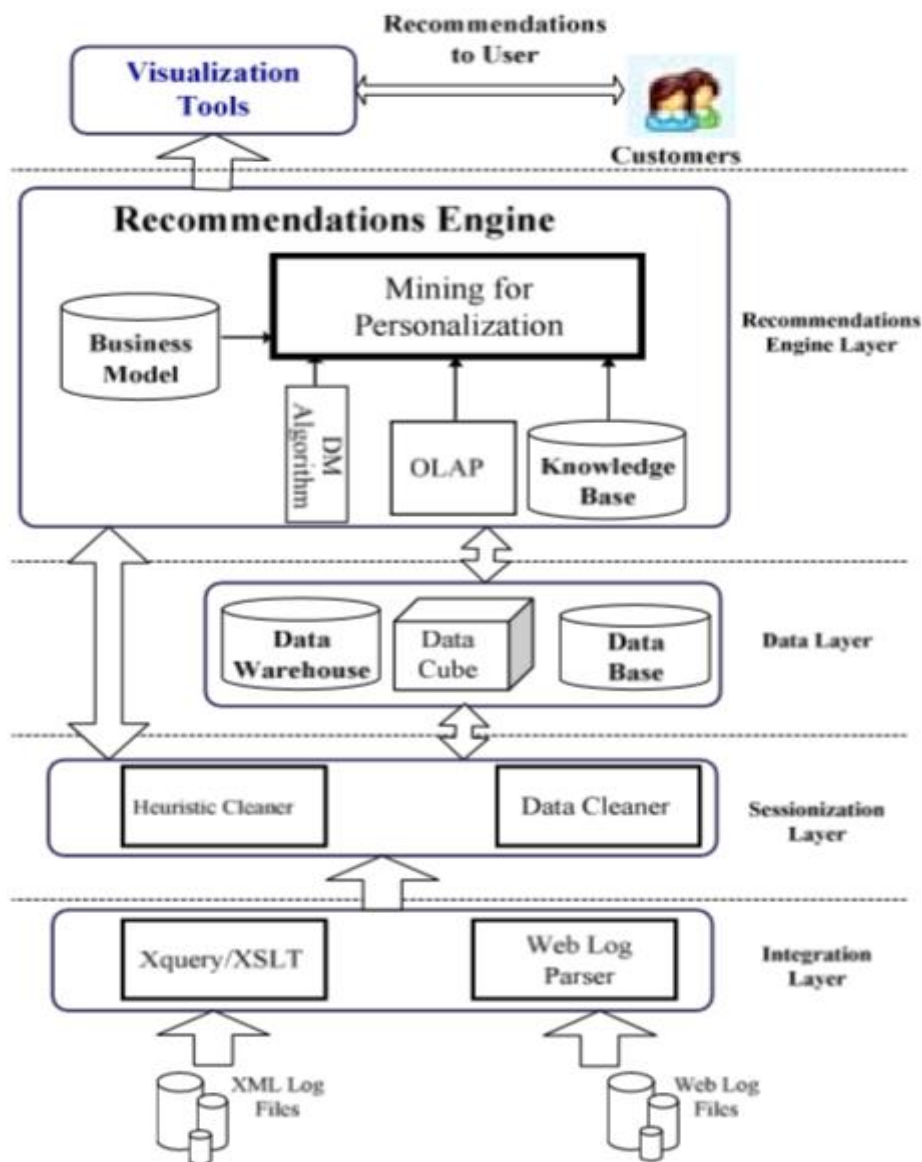 Recommendations
to User
Visualization
Tools
Customers
Recommendations Engine
Mining for
Personalization
Business
Model
Recommendations
Engine Layer
DM
Algorithm
OLAP
Knowledge
Base
Data
Warehouse
Data
Cube
Data
Base
Data Layer
Heuristic Cleaner
Data Cleaner
Sessionization
Layer
Xquery/XSLT
Web Log
Parser
Integration
Layer
XML Log
Files
Web Log
Files